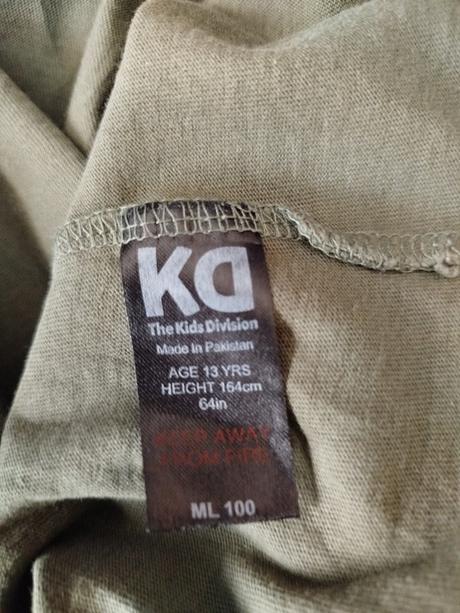 KD
The Kids Division
Made in Pakistan
AGE 13 YRS
HEIGHT 164cm
64in
KEEP AWAY
FROM FIRE
ML 100